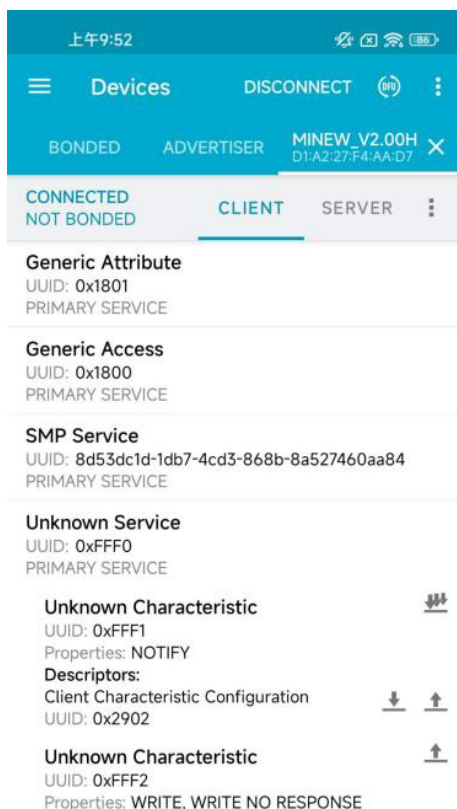 上午9:52
86
Devices
DISCONNECT
DFU
BONDED
ADVERTISER
MINEW_V2.00H
D1:A2:27:F4:AA:D7
CONNECTED
NOT BONDED
CLIENT
SERVER
Generic Attribute
UUID: 0x1801
PRIMARY SERVICE
Generic Access
UUID: 0x1800
PRIMARY SERVICE
SMP Service
UUID: 8d53dc1d-1db7-4cd3-868b-8a527460aa84
PRIMARY SERVICE
Unknown Service
UUID: 0xFFF0
PRIMARY SERVICE
Unknown Characteristic
UUID: 0xFFF1
Properties: NOTIFY
Descriptors:
Client Characteristic Configuration
UUID: 0x2902
Unknown Characteristic
UUID: 0xFFF2
Properties: WRITE, WRITE NO RESPONSE